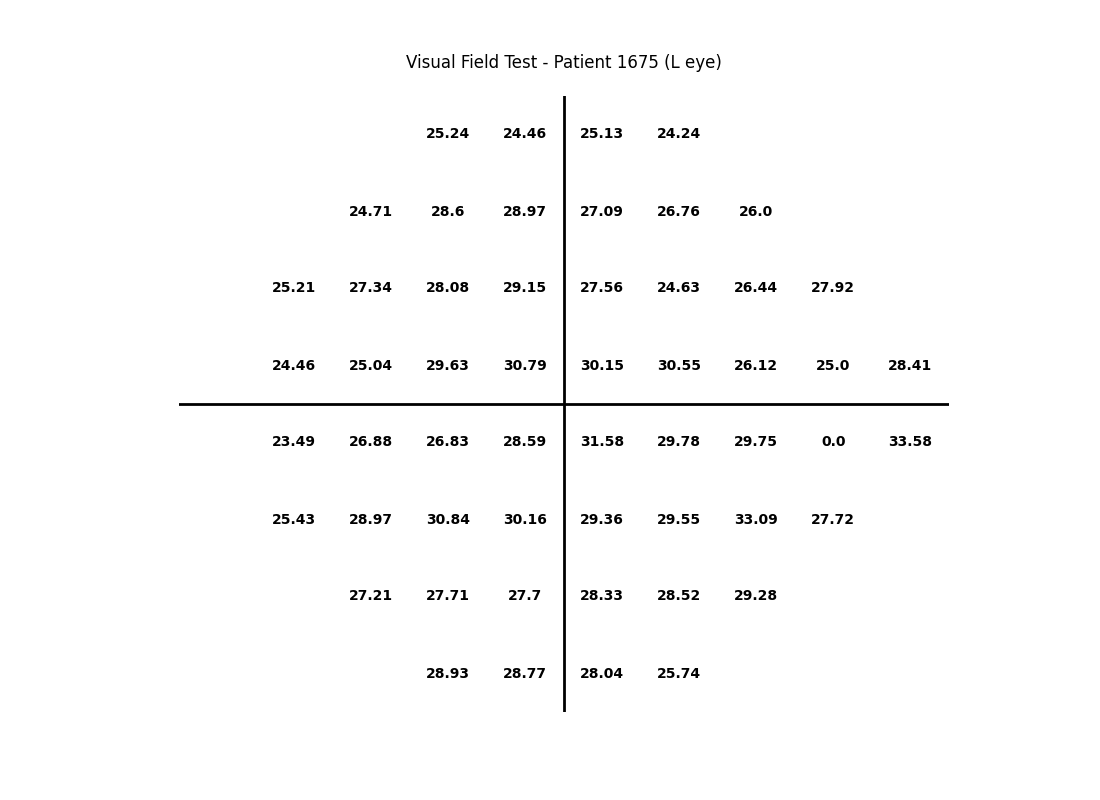 Visual Field Test - Patient 1675 (L eye)
25.24 24.46 25.13 24.24
24.71 28.6 28.97 27.09 26.76 26.0
25.21 27.34 28.08 29.15 27.56 24.63 26.44 27.92
24.46 25.04 29.63 30.79 30.15 30.55 26.12 25.0 28.41
23.49 26.88 26.83 28.59 31.58 29.78 29.75 0.0 33.58
25.43 28.97 30.84 30.16 29.36 29.55 33.09 27.72
27.21 27.71 27.7 28.33 28.52 29.28
28.93 28.77 28.04 25.74